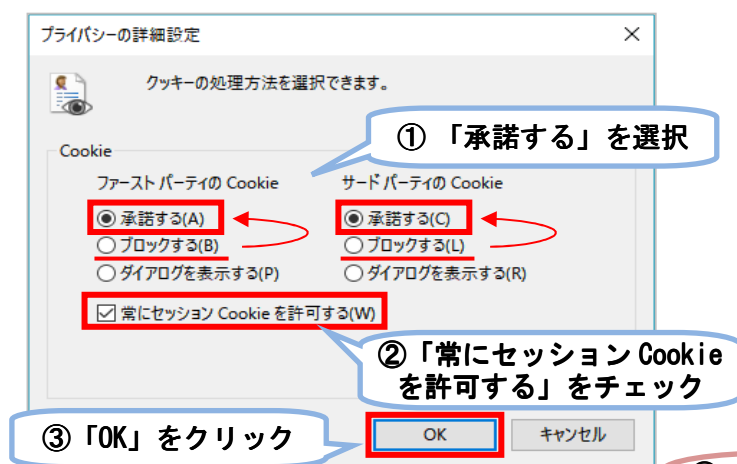 プライバシーの詳細設定
クッキーの処理方法を選択できます。
① 「承諾する」を選択
Cookie
ファースト パーティの Cookie
サード パーティの Cookie
承諾する(A)
承諾する(C)
ブロックする(B)
ブロックする(L)
ダイアログを表示する(P)
ダイアログを表示する(R)
常にセッション Cookie を許可する(W)
②「常にセッション Cookie
を許可する」をチェック
③「OK」をクリック
OK
キャンセル